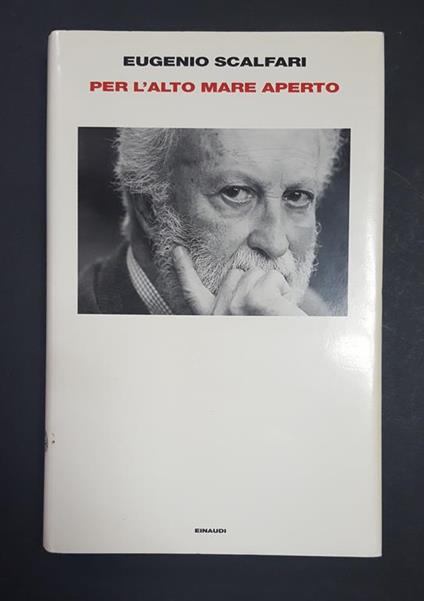 EUGENIO SCALFARI
PER L'ALTO MARE APERTO
EINAUDI